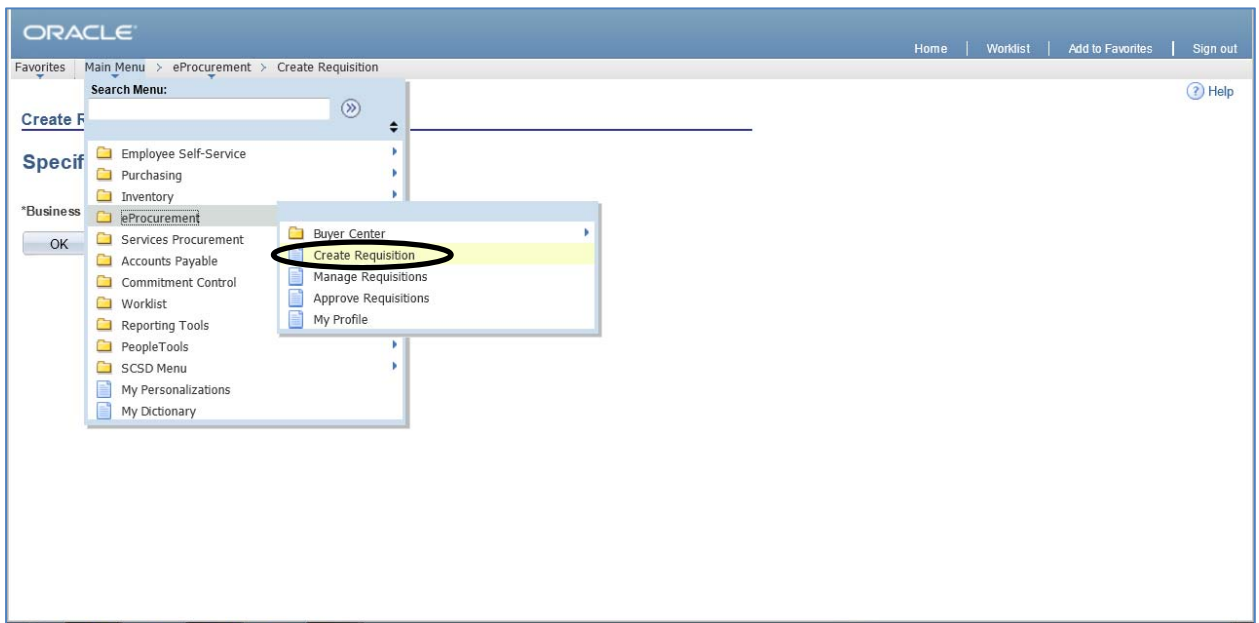 ORACLE
Home | Worklist | Add to Favorites | Sign out
Favorites Main Menu > eProcurement > Create Requisition
Search Menu:
Help
Create R
Specif
*Business
OK
Employee Self-Service
Purchasing
Inventory
eProcurement
Services Procurement
Accounts Payable
Commitment Control
Worklist
Reporting Tools
PeopleTools
SCSD Menu
My Personalizations
My Dictionary
Buyer Center
Create Requisition
Manage Requisitions
Approve Requisitions
My Profile